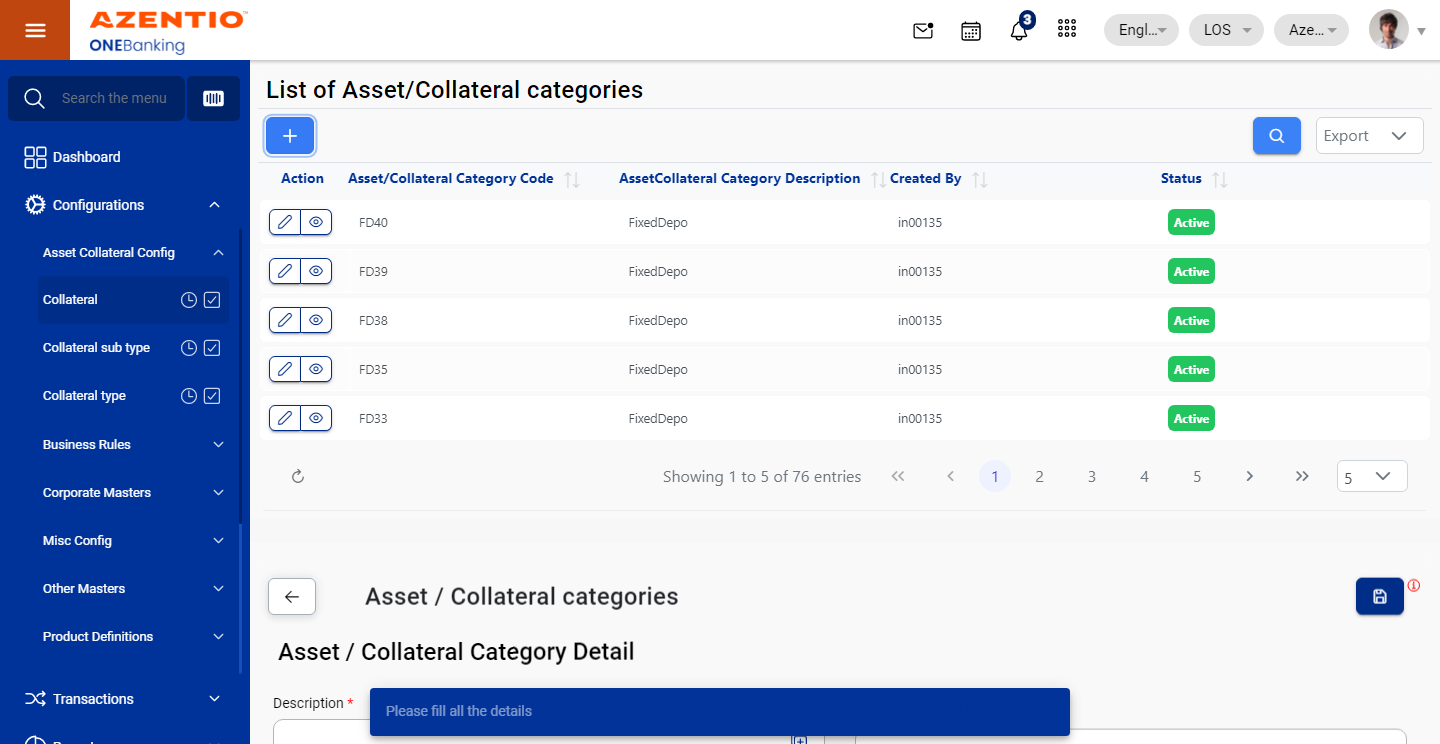 AZENTIO™
ONEBanking
3
Engl...
LOS
Aze...
Search the menu
Dashboard
Configurations
Asset Collateral Config
Collateral
Collateral sub type
Collateral type
Business Rules
Corporate Masters
Misc Config
Other Masters
Product Definitions
Transactions
List of Asset/Collateral categories
Export
Action Asset/Collateral Category Code AssetCollateral Category Description Created By Status
FD40 FixedDepo in00135 Active
FD39 FixedDepo in00135 Active
FD38 FixedDepo in00135 Active
FD35 FixedDepo in00135 Active
FD33 FixedDepo in00135 Active
Showing 1 to 5 of 76 entries 1 2 3 4 5 5
Asset / Collateral categories
Asset / Collateral Category Detail
Description *
Please fill all the details